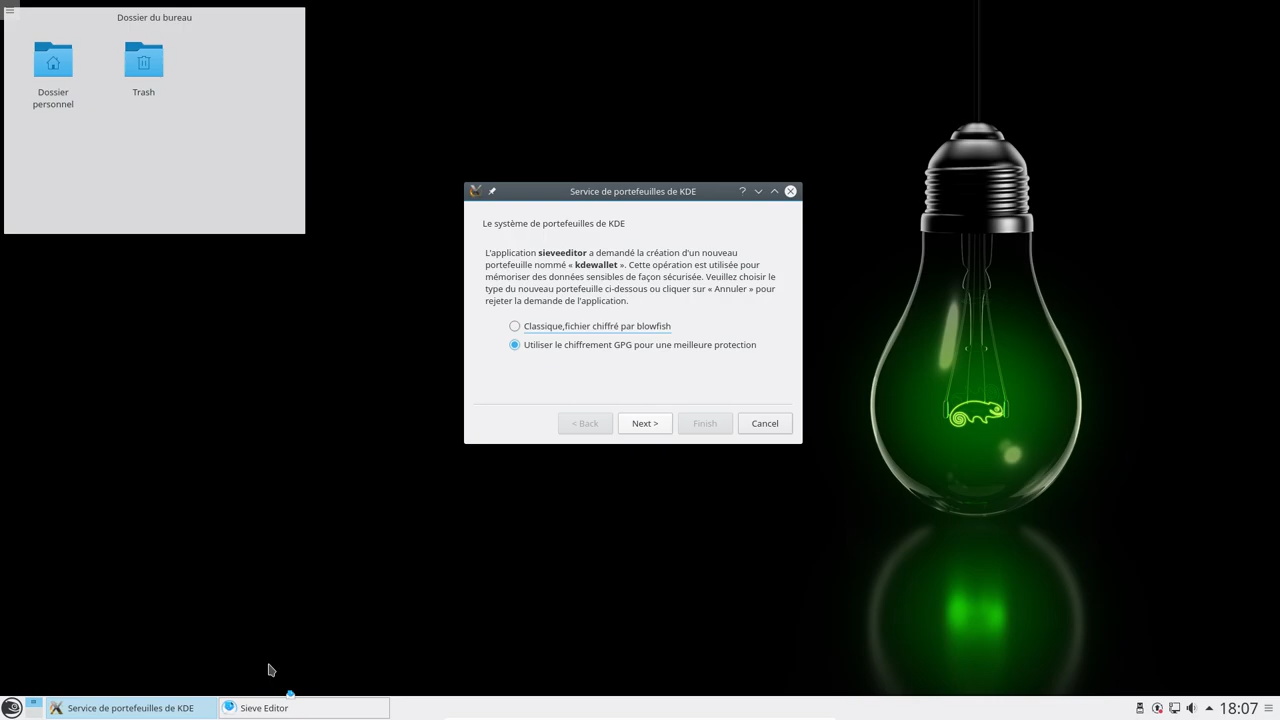 Dossier du bureau
Dossier
personnel
Trash
Service de portefeuilles de KDE
Le système de portefeuilles de KDE
L'application sieveeditor a demandé la création d'un nouveau
portefeuille nommé « kdewallet ». Cette opération est utilisée pour
mémoriser des données sensibles de façon sécurisée. Veuillez choisir le
type du nouveau portefeuille ci-dessous ou cliquer sur « Annuler » pour
rejeter la demande de l'application.
Classique,fichier chiffré par blowfish
Utiliser le chiffrement GPG pour une meilleure protection
< Back
Next >
Finish
Cancel
Service de portefeuilles de KDE
Sieve Editor
18:07